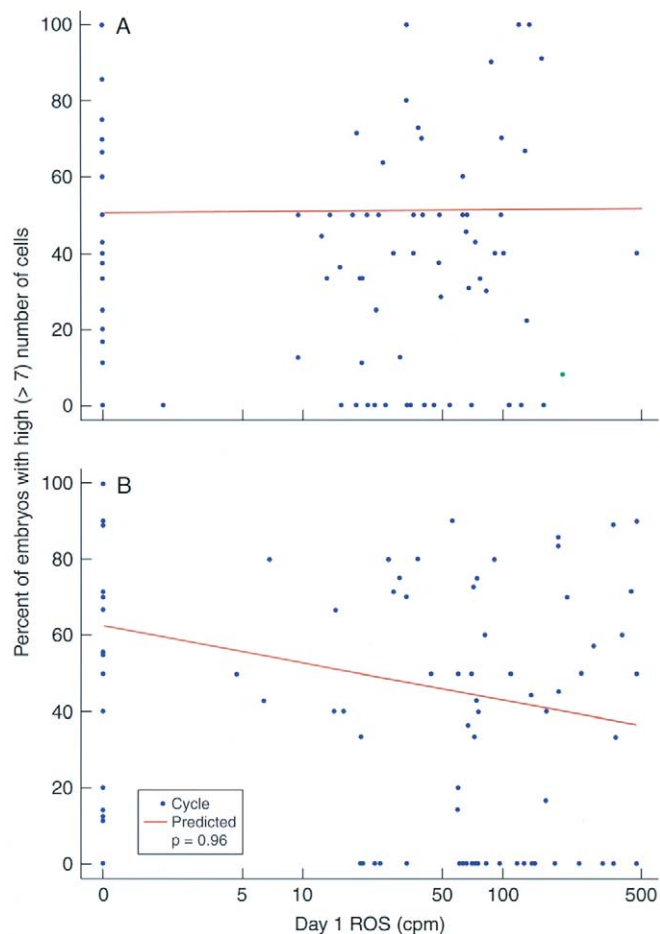 A
100
80
60
40
20
0
Percent of embryos with high (> 7) number of cells
B
100
80
60
40
20
0
Cycle
Predicted
p = 0.96
0 5 10 50 100 500
Day 1 ROS (cpm)